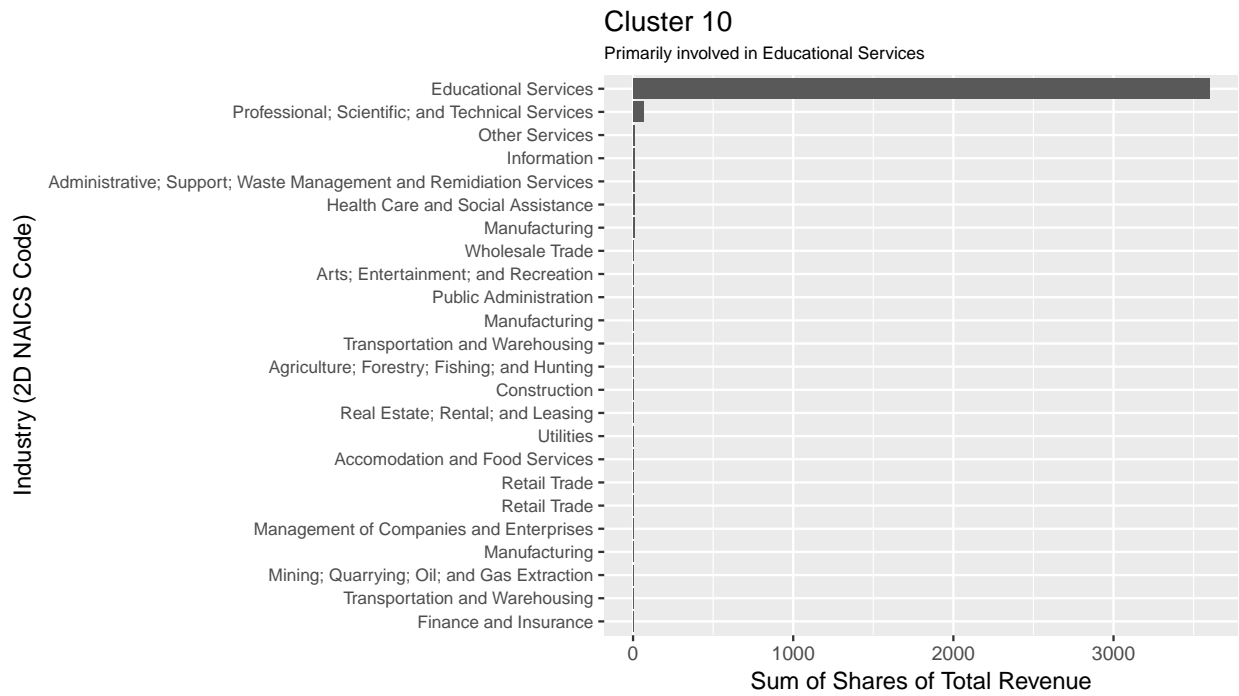 Cluster 10
Primarily involved in Educational Services
Educational Services
Professional; Scientific; and Technical Services
Other Services
Information
Administrative; Support; Waste Management and Remidiation Services
Health Care and Social Assistance
Manufacturing
Wholesale Trade
Arts; Entertainment; and Recreation
Public Administration
Manufacturing
Transportation and Warehousing
Agriculture; Forestry; Fishing; and Hunting
Construction
Real Estate; Rental; and Leasing
Utilities
Accomodation and Food Services
Retail Trade
Retail Trade
Management of Companies and Enterprises
Manufacturing
Mining; Quarrying; Oil; and Gas Extraction
Transportation and Warehousing
Finance and Insurance
Industry (2D NAICS Code)
0 1000 2000 3000
Sum of Shares of Total Revenue